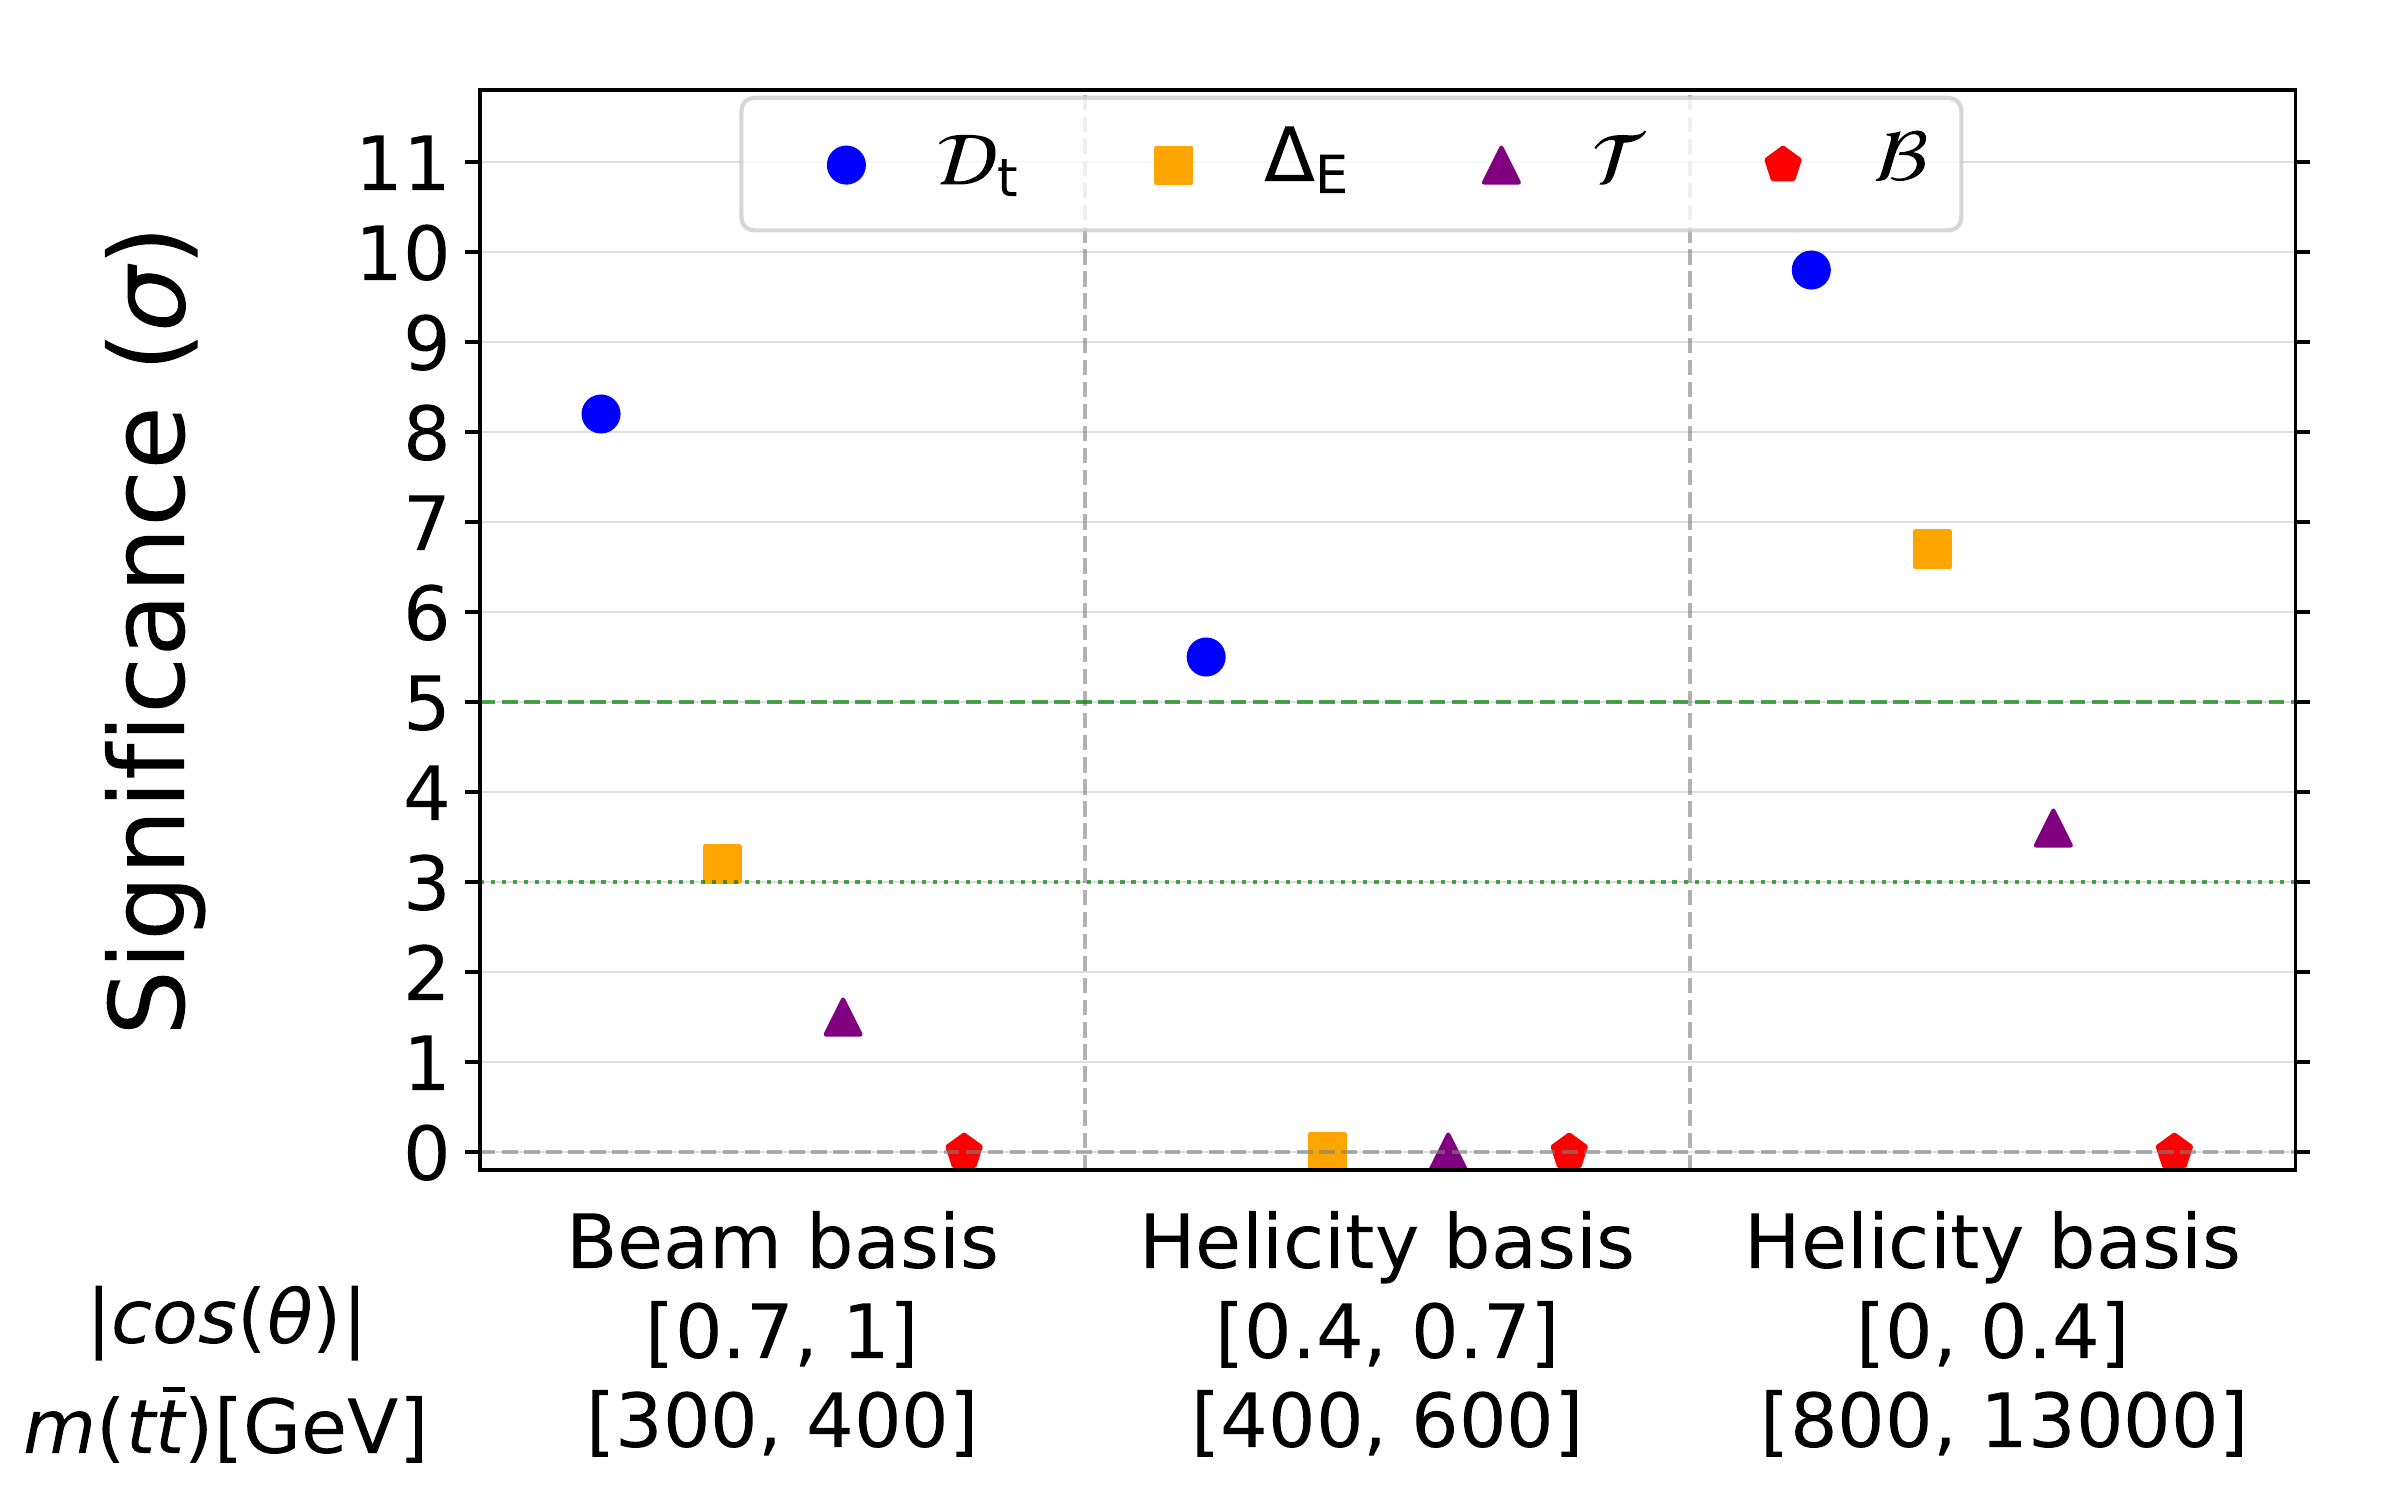 𝒟t ΔE 𝒯 ℬ
Significance (σ)
11
10
9
8
7
6
5
4
3
2
1
0
Beam basis Helicity basis Helicity basis
|cos(θ)| [0.7, 1] [0.4, 0.7] [0, 0.4]
m(tt̄)[GeV] [300, 400] [400, 600] [800, 13000]